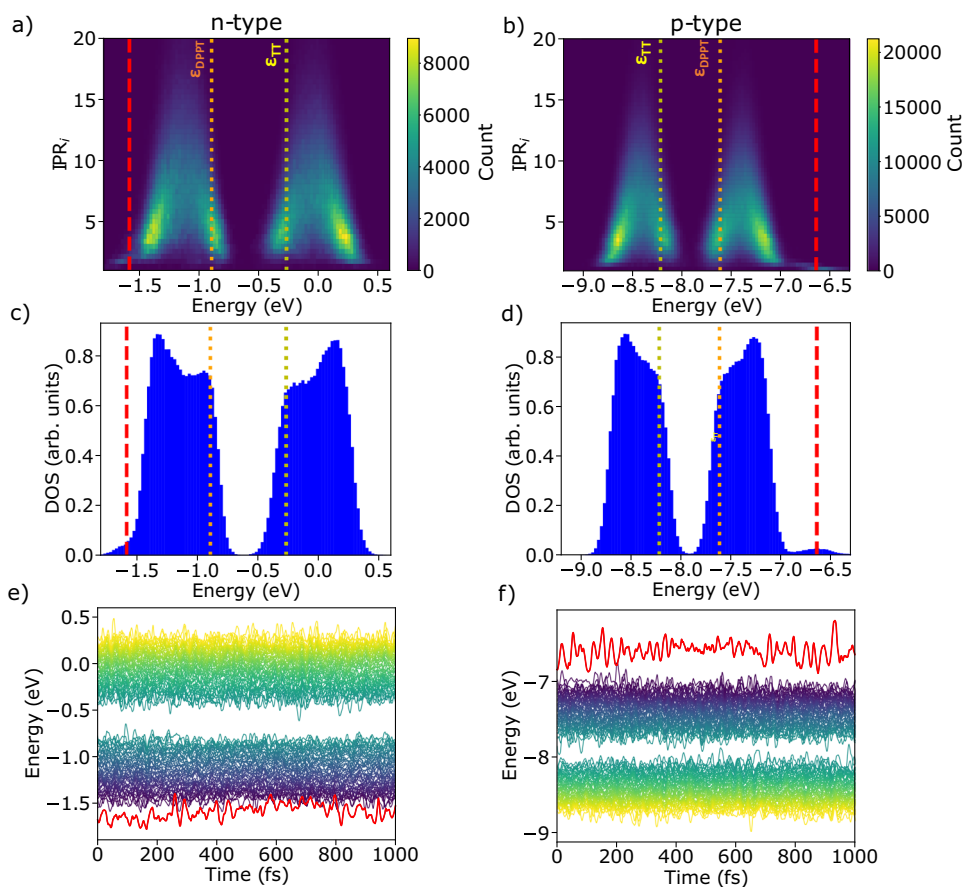 n-type
p-type
a)
b)
20
15
10
5
IPRᵢ
ε_DPPT
ε_TT
8000
6000
4000
2000
0
Count
−1.5 −1.0 −0.5 0.0 0.5
Energy (eV)
20
15
10
5
IPRᵢ
ε_TT
ε_DPPT
20000
15000
10000
5000
0
Count
−9.0 −8.5 −8.0 −7.5 −7.0 −6.5
Energy (eV)
c)
d)
0.8
0.6
0.4
0.2
0.0
DOS (arb. units)
−1.5 −1.0 −0.5 0.0 0.5
Energy (eV)
0.8
0.6
0.4
0.2
0.0
DOS (arb. units)
−9.0 −8.5 −8.0 −7.5 −7.0 −6.5
Energy (eV)
e)
f)
0.5
0.0
−0.5
−1.0
−1.5
Energy (eV)
0 200 400 600 800 1000
Time (fs)
−7
−8
−9
Energy (eV)
0 200 400 600 800 1000
Time (fs)